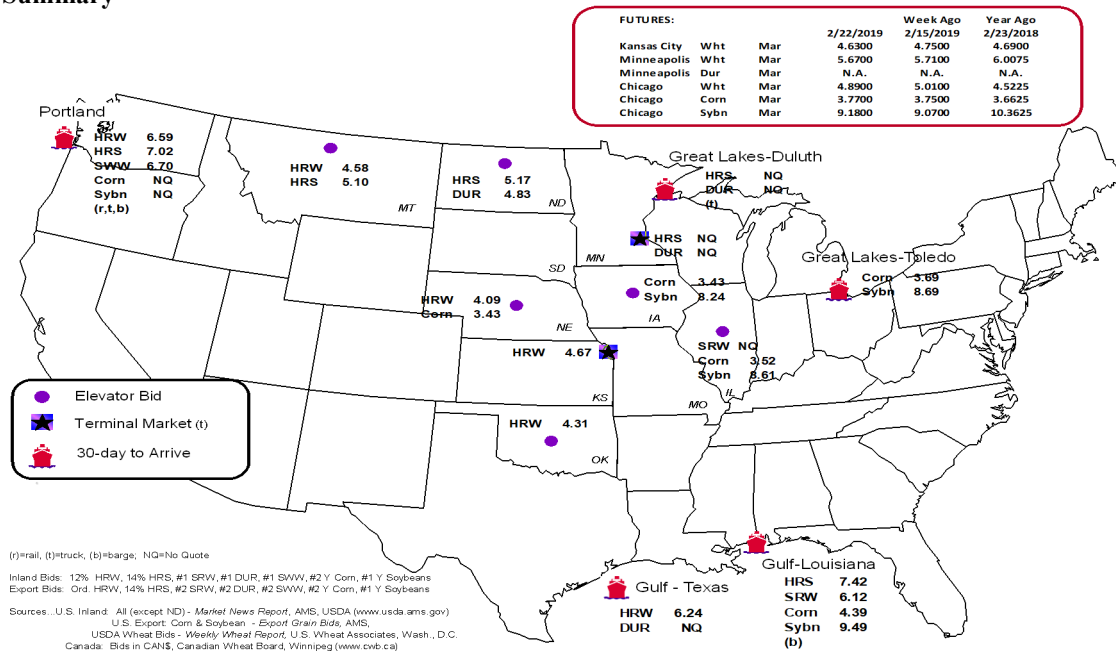 Summary
FUTURES: Week Ago Year Ago
2/22/2019 2/15/2019 2/23/2018
Kansas City Wht Mar 4.6300 4.7500 4.6900
Minneapolis Wht Mar 5.6700 5.7100 6.0075
Minneapolis Dur Mar N.A. N.A. N.A.
Chicago Wht Mar 4.8900 5.0100 4.5225
Chicago Corn Mar 3.7700 3.7500 3.6625
Chicago Sybn Mar 9.1800 9.0700 10.3625
Portland
HRW 6.59
HRS 7.02
SWW 6.70
Corn NQ
Sybn NQ
(r,t,b)
HRW 4.58
HRS 5.10
MT
HRS 5.17
DUR 4.83
ND
Great Lakes-Duluth
HRS NQ
DUR NQ
(t)
HRS NQ
DUR NQ
MN
SD
Great Lakes-Toledo
Corn 3.69
Sybn 8.69
Corn 3.43
Sybn 8.24
IA
HRW 4.09
Corn 3.43
NE
SRW NQ
Corn 3.52
Sybn 8.61
IL
HRW 4.67
KS
MO
HRW 4.31
OK
Elevator Bid
Terminal Market (t)
30-day to Arrive
Gulf-Louisiana
HRS 7.42
SRW 6.12
Corn 4.39
Sybn 9.49
(b)
Gulf - Texas
HRW 6.24
DUR NQ
(r)=rail, (t)=truck, (b)=barge; NQ=No Quote
Inland Bids: 12% HRW, 14% HRS, #1 SRW, #1 DUR, #1 SWW, #2 Y Corn, #1 Y Soybeans
Export Bids: Ord. HRW, 14% HRS, #2 SRW, #2 DUR, #2 SWW, #2 Y Corn, #1 Y Soybeans
Sources...U.S. Inland: All (except ND) - Market News Report, AMS, USDA (www.usda.ams.gov)
U.S. Export: Corn & Soybean - Export Grain Bids, AMS,
USDA Wheat Bids - Weekly Wheat Report, U.S. Wheat Associates, Wash., D.C.
Canada: Bids in CAN$, Canadian Wheat Board, Winnipeg (www.cwb.ca)